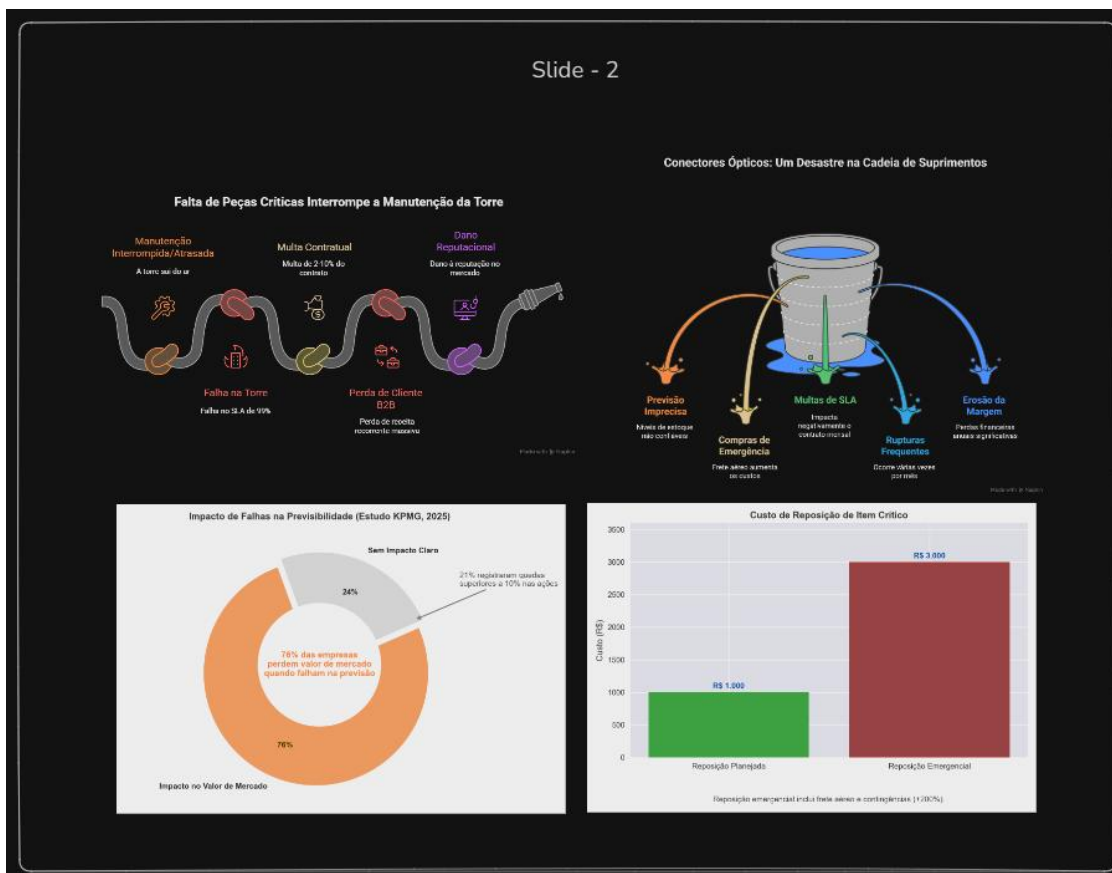 Slide - 2
Falta de Peças Críticas Interrompe a Manutenção da Torre
Manutenção
Interrompida/Atrasada
A torre sai do ar
Multa Contratual
Multa de 2-10% do
contrato
Dano
Reputacional
Dano à reputação no
mercado
Falha na Torre
Falha no SLA de 99%
Perda de Cliente
B2B
Perda de receita
recorrente massiva
Made with Napkin
Conectores Ópticos: Um Desastre na Cadeia de Suprimentos
Previsão
Imprecisa
Níveis de estoque
não confiáveis
Compras de
Emergência
Frete aéreo aumenta
os custos
Multas de SLA
Impacta
negativamente o
contrato mensal
Rupturas
Frequentes
Ocorre várias vezes
por mês
Erosão da
Margem
Perdas financeiras
anuais significativas
Made with Napkin
Impacto de Falhas na Previsibilidade (Estudo KPMG, 2025)
Sem Impacto Claro
24%
21% registraram quedas
superiores a 10% nas ações
76% das empresas
perdem valor de mercado
quando falham na previsão
76%
Impacto no Valor de Mercado
Custo de Reposição de Item Crítico
Custo (R$)
3500
3000
2500
2000
1500
1000
500
0
R$ 1.000
R$ 3.000
Reposição Planejada
Reposição Emergencial
Reposição emergencial inclui frete aéreo e contingências (+200%)